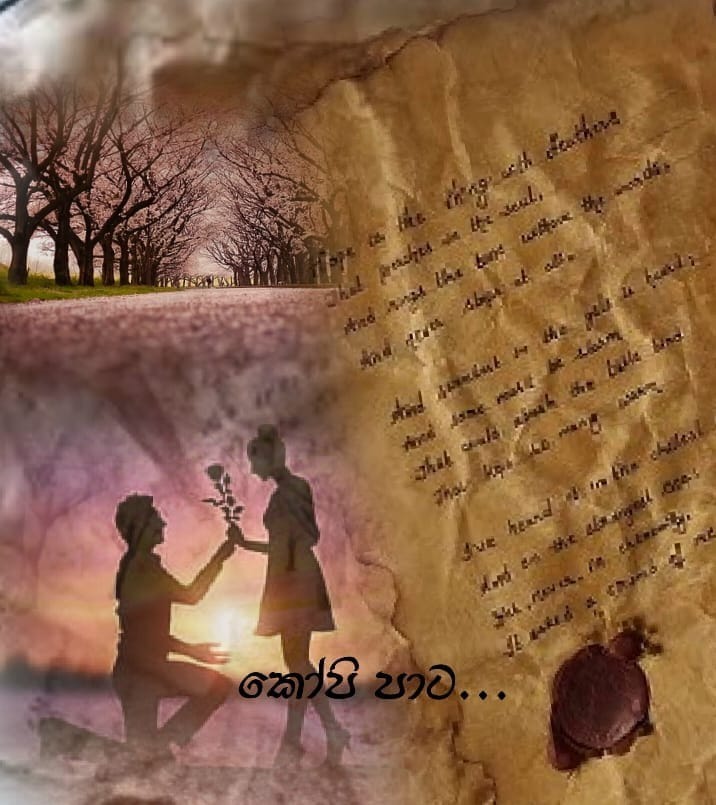 Hope is the thing with feathers
That perches in the soul,
And sings the tune without the words,
And never stops at all.
And sweetest in the gale is heard;
And sore must be storm
That could abash the little bird
That kept so many warm
I've heard it in the chillest
And on the strangest sea;
Yet, never, in extremity,
It asked a crumb of me
කෝපි පාට...